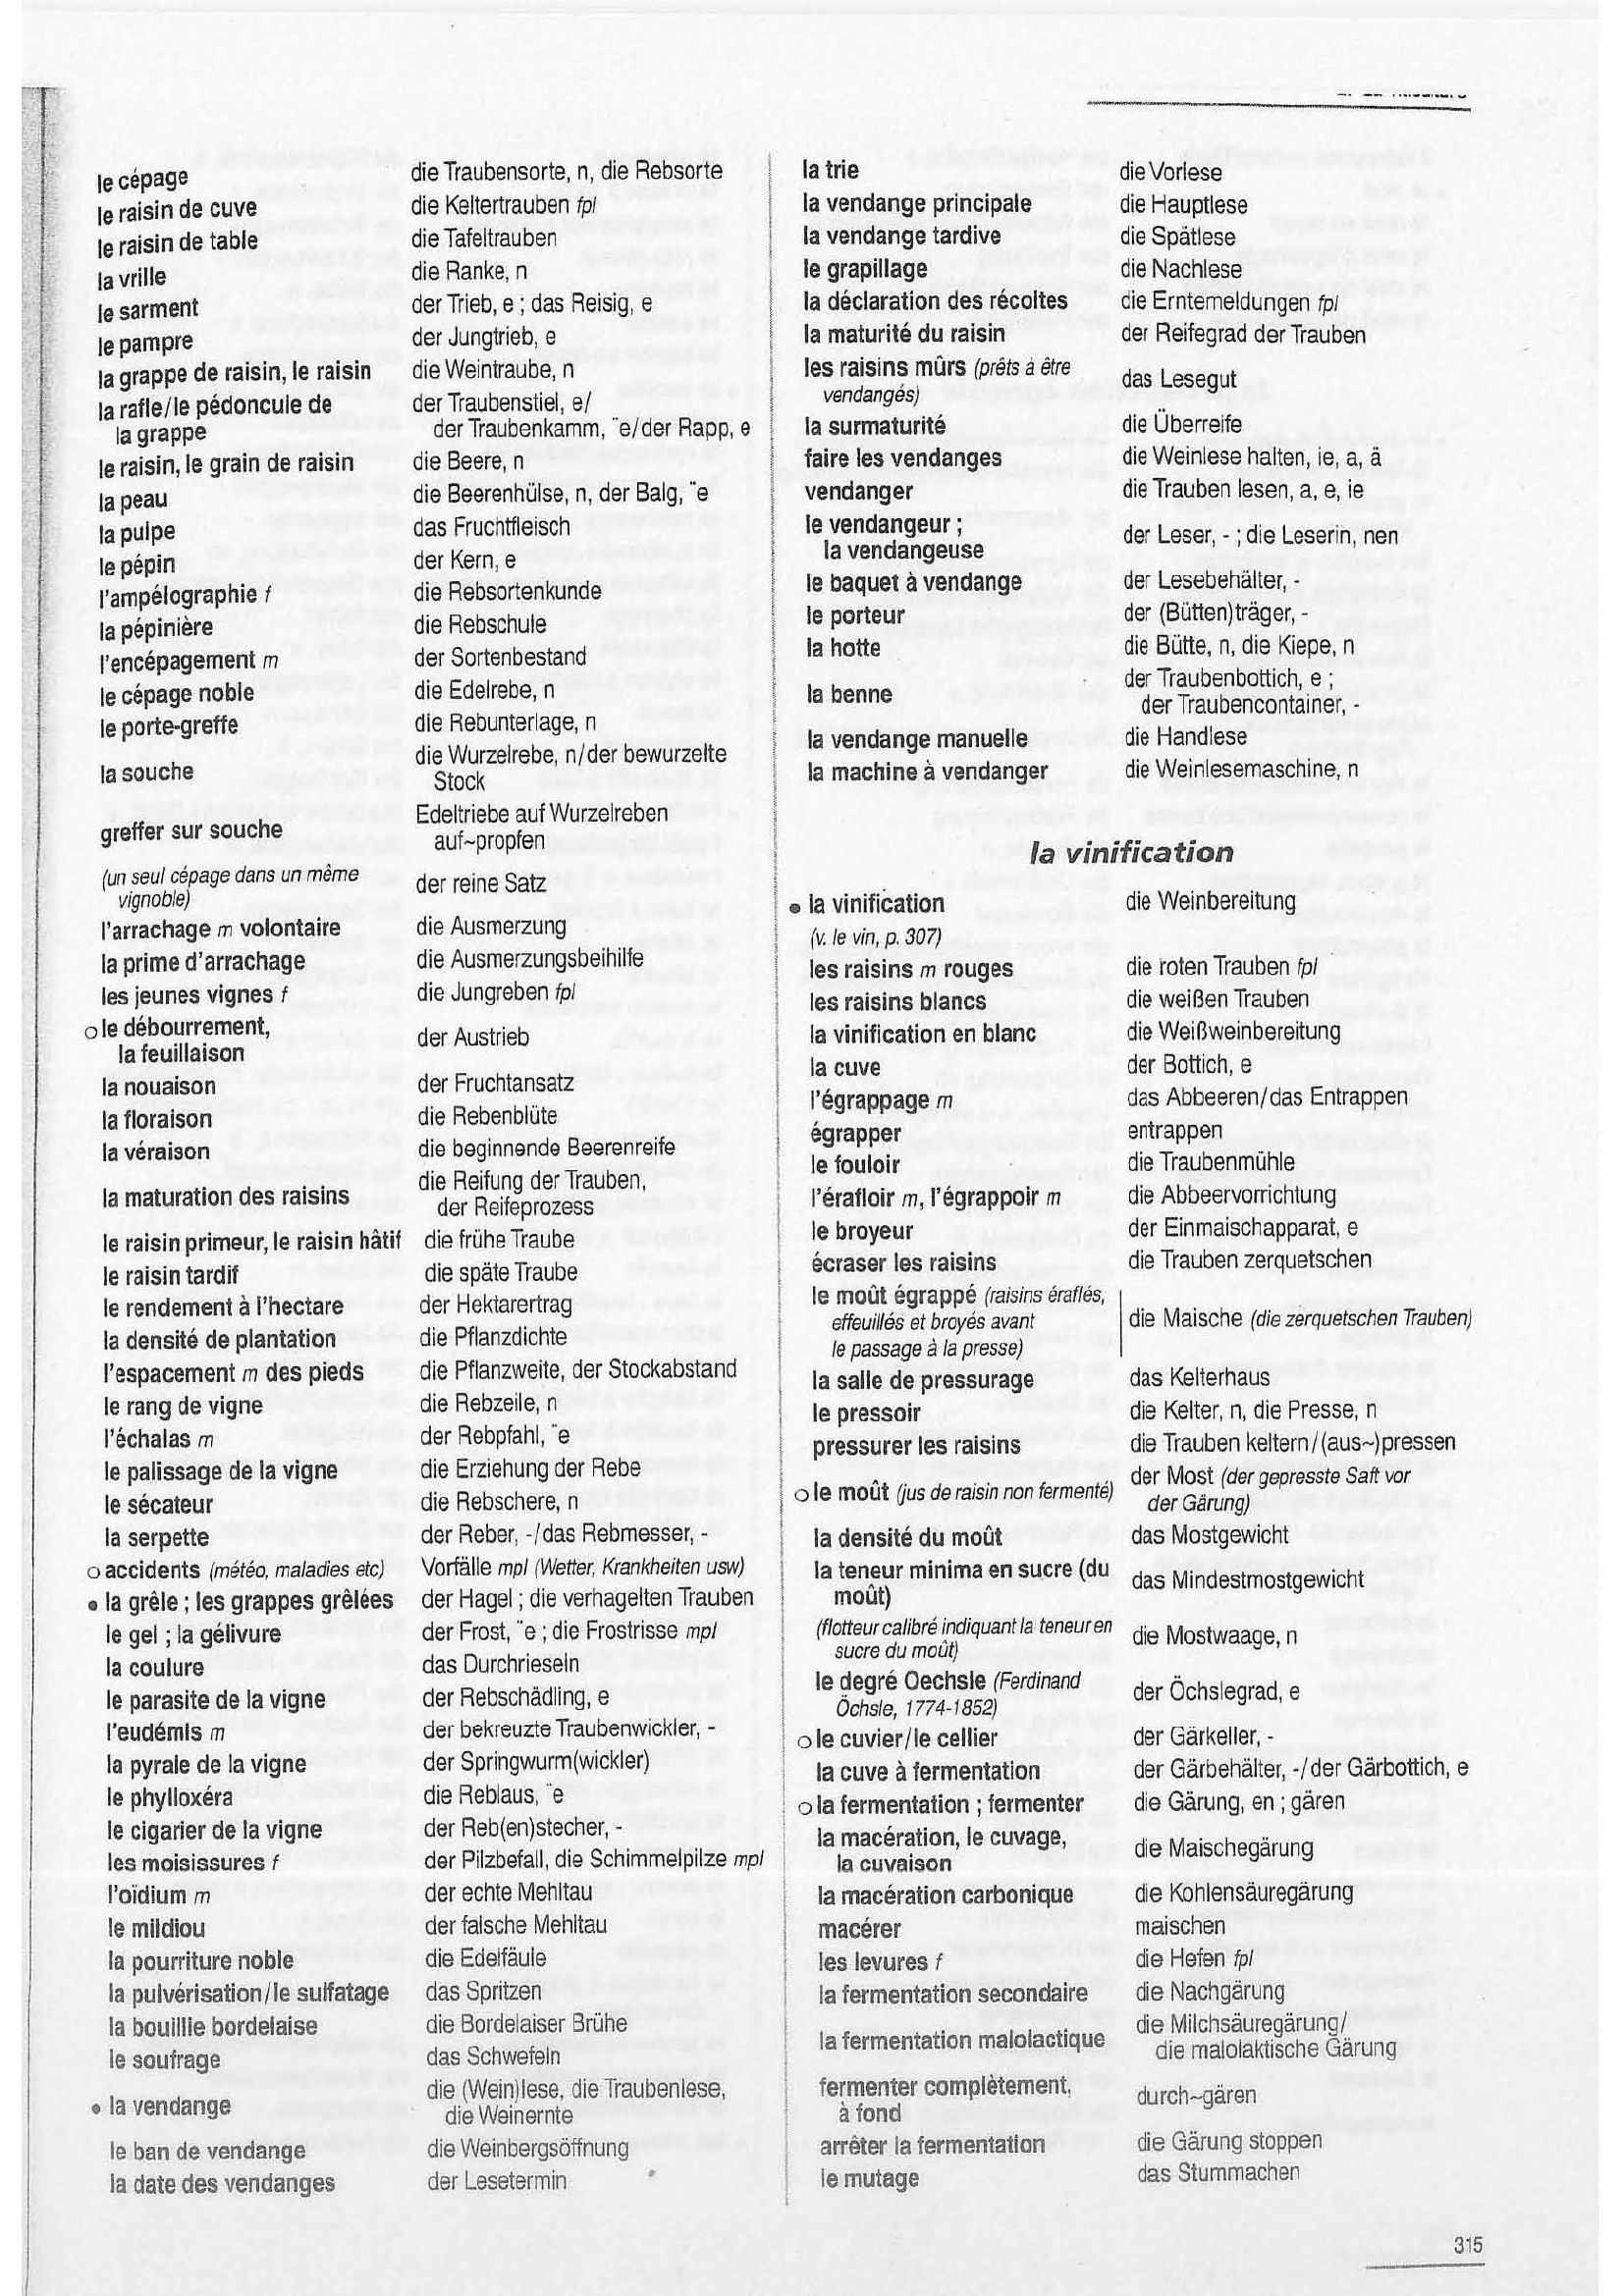 le cépage die Traubensorte, n, die Rebsorte
le raisin de cuve die Keltertrauben fpl
le raisin de table die Tafeltrauben
la vrille die Ranke, n
le sarment der Trieb, e ; das Reisig, e
le pampre der Jungtrieb, e
la grappe de raisin, le raisin die Weintraube, n
la rafle/le pédoncule de der Traubenstiel, e/
la grappe der Traubenkamm, ¨e/der Rapp, e
le raisin, le grain de raisin die Beere, n
la peau die Beerenhülse, n, der Balg, ¨e
la pulpe das Fruchtfleisch
le pépin der Kern, e
l'ampélographie f die Rebsortenkunde
la pépinière die Rebschule
l'encépagement m der Sortenbestand
le cépage noble die Edelrebe, n
le porte-greffe die Rebunterlage, n
la souche die Wurzelrebe, n/der bewurzelte
Stock
greffer sur souche Edeltriebe auf Wurzelreben
auf~propfen
(un seul cépage dans un même
vignoble) der reine Satz
l'arrachage m volontaire die Ausmerzung
la prime d'arrachage die Ausmerzungsbeihilfe
les jeunes vignes f die Jungreben fpl
o le débourrement,
la feuillaison der Austrieb
la nouaison der Fruchtansatz
la floraison die Rebenblüte
la véraison die beginnende Beerenreife
la maturation des raisins die Reifung der Trauben,
der Reifeprozess
le raisin primeur, le raisin hâtif die frühe Traube
le raisin tardif die späte Traube
le rendement à l'hectare der Hektarertrag
la densité de plantation die Pflanzdichte
l'espacement m des pieds die Pflanzweite, der Stockabstand
le rang de vigne die Rebzeile, n
l'échalas m der Rebpfahl, ¨e
le palissage de la vigne die Erziehung der Rebe
le sécateur die Rebschere, n
la serpette der Reber, -/das Rebmesser, -
o accidents (météo, maladies etc) Vorfälle mpl (Wetter, Krankheiten usw)
• la grêle ; les grappes grêlées der Hagel ; die verhagelten Trauben
le gel ; la gélivure der Frost, ¨e ; die Frostrisse mpl
la coulure das Durchrieseln
le parasite de la vigne der Rebschädling, e
l'eudémis m der bekreuzte Traubenwickler, -
la pyrale de la vigne der Springwurm(wickler)
le phylloxéra die Reblaus, ¨e
le cigarier de la vigne der Reb(en)stecher, -
les moisissures f der Pilzbefall, die Schimmelpilze mpl
l'oïdium m der echte Mehltau
le mildiou der falsche Mehltau
la pourriture noble die Edelfäule
la pulvérisation/le sulfatage das Spritzen
la bouillie bordelaise die Bordelaiser Brühe
le soufrage das Schwefeln
• la vendange die (Wein)lese, die Traubenlese,
die Weinernte
le ban de vendange die Weinbergsöffnung
la date des vendanges der Lesetermin
la trie die Vorlese
la vendange principale die Hauptlese
la vendange tardive die Spätlese
le grapillage die Nachlese
la déclaration des récoltes die Erntemeldungen fpl
la maturité du raisin der Reifegrad der Trauben
les raisins mûrs (prêts à être
vendangés) das Lesegut
la surmaturité die Überreife
faire les vendanges die Weinlese halten, ie, a, ä
vendanger die Trauben lesen, a, e, ie
le vendangeur ;
la vendangeuse der Leser, - ; die Leserin, nen
le baquet à vendange der Lesebehälter, -
le porteur der (Bütten)träger, -
la hotte die Bütte, n, die Kiepe, n
la benne der Traubenbottich, e ;
der Traubencontainer, -
la vendange manuelle die Handlese
la machine à vendanger die Weinlesemaschine, n
la vinification
• la vinification die Weinbereitung
(v. le vin, p. 307)
les raisins m rouges die roten Trauben fpl
les raisins blancs die weißen Trauben
la vinification en blanc die Weißweinbereitung
la cuve der Bottich, e
l'égrappage m das Abbeeren/das Entrappen
égrapper entrappen
le fouloir die Traubenmühle
l'érafloir m, l'égrappoir m die Abbeervorrichtung
le broyeur der Einmaischapparat, e
écraser les raisins die Trauben zerquetschen
le moût égrappé (raisins éraflés,
effeuillés et broyés avant die Maische (die zerquetschen Trauben)
le passage à la presse)
la salle de pressurage das Kelterhaus
le pressoir die Kelter, n, die Presse, n
pressurer les raisins die Trauben keltern/(aus~)pressen
o le moût (jus de raisin non fermenté) der Most (der gepresste Saft vor
der Gärung)
la densité du moût das Mostgewicht
la teneur minima en sucre (du
moût) das Mindestmostgewicht
(flotteur calibré indiquant la teneur en
sucre du moût) die Mostwaage, n
le degré Oechsle (Ferdinand
Öchsle, 1774-1852) der Öchslegrad, e
o le cuvier/le cellier der Gärkeller, -
la cuve à fermentation der Gärbehälter, -/der Gärbottich, e
o la fermentation ; fermenter die Gärung, en ; gären
la macération, le cuvage,
la cuvaison die Maischegärung
la macération carbonique die Kohlensäuregärung
macérer maischen
les levures f die Hefen fpl
la fermentation secondaire die Nachgärung
la fermentation malolactique die Milchsäuregärung/
die malolaktische Gärung
fermenter complètement,
à fond durch~gären
arrêter la fermentation die Gärung stoppen
le mutage das Stummachen
315